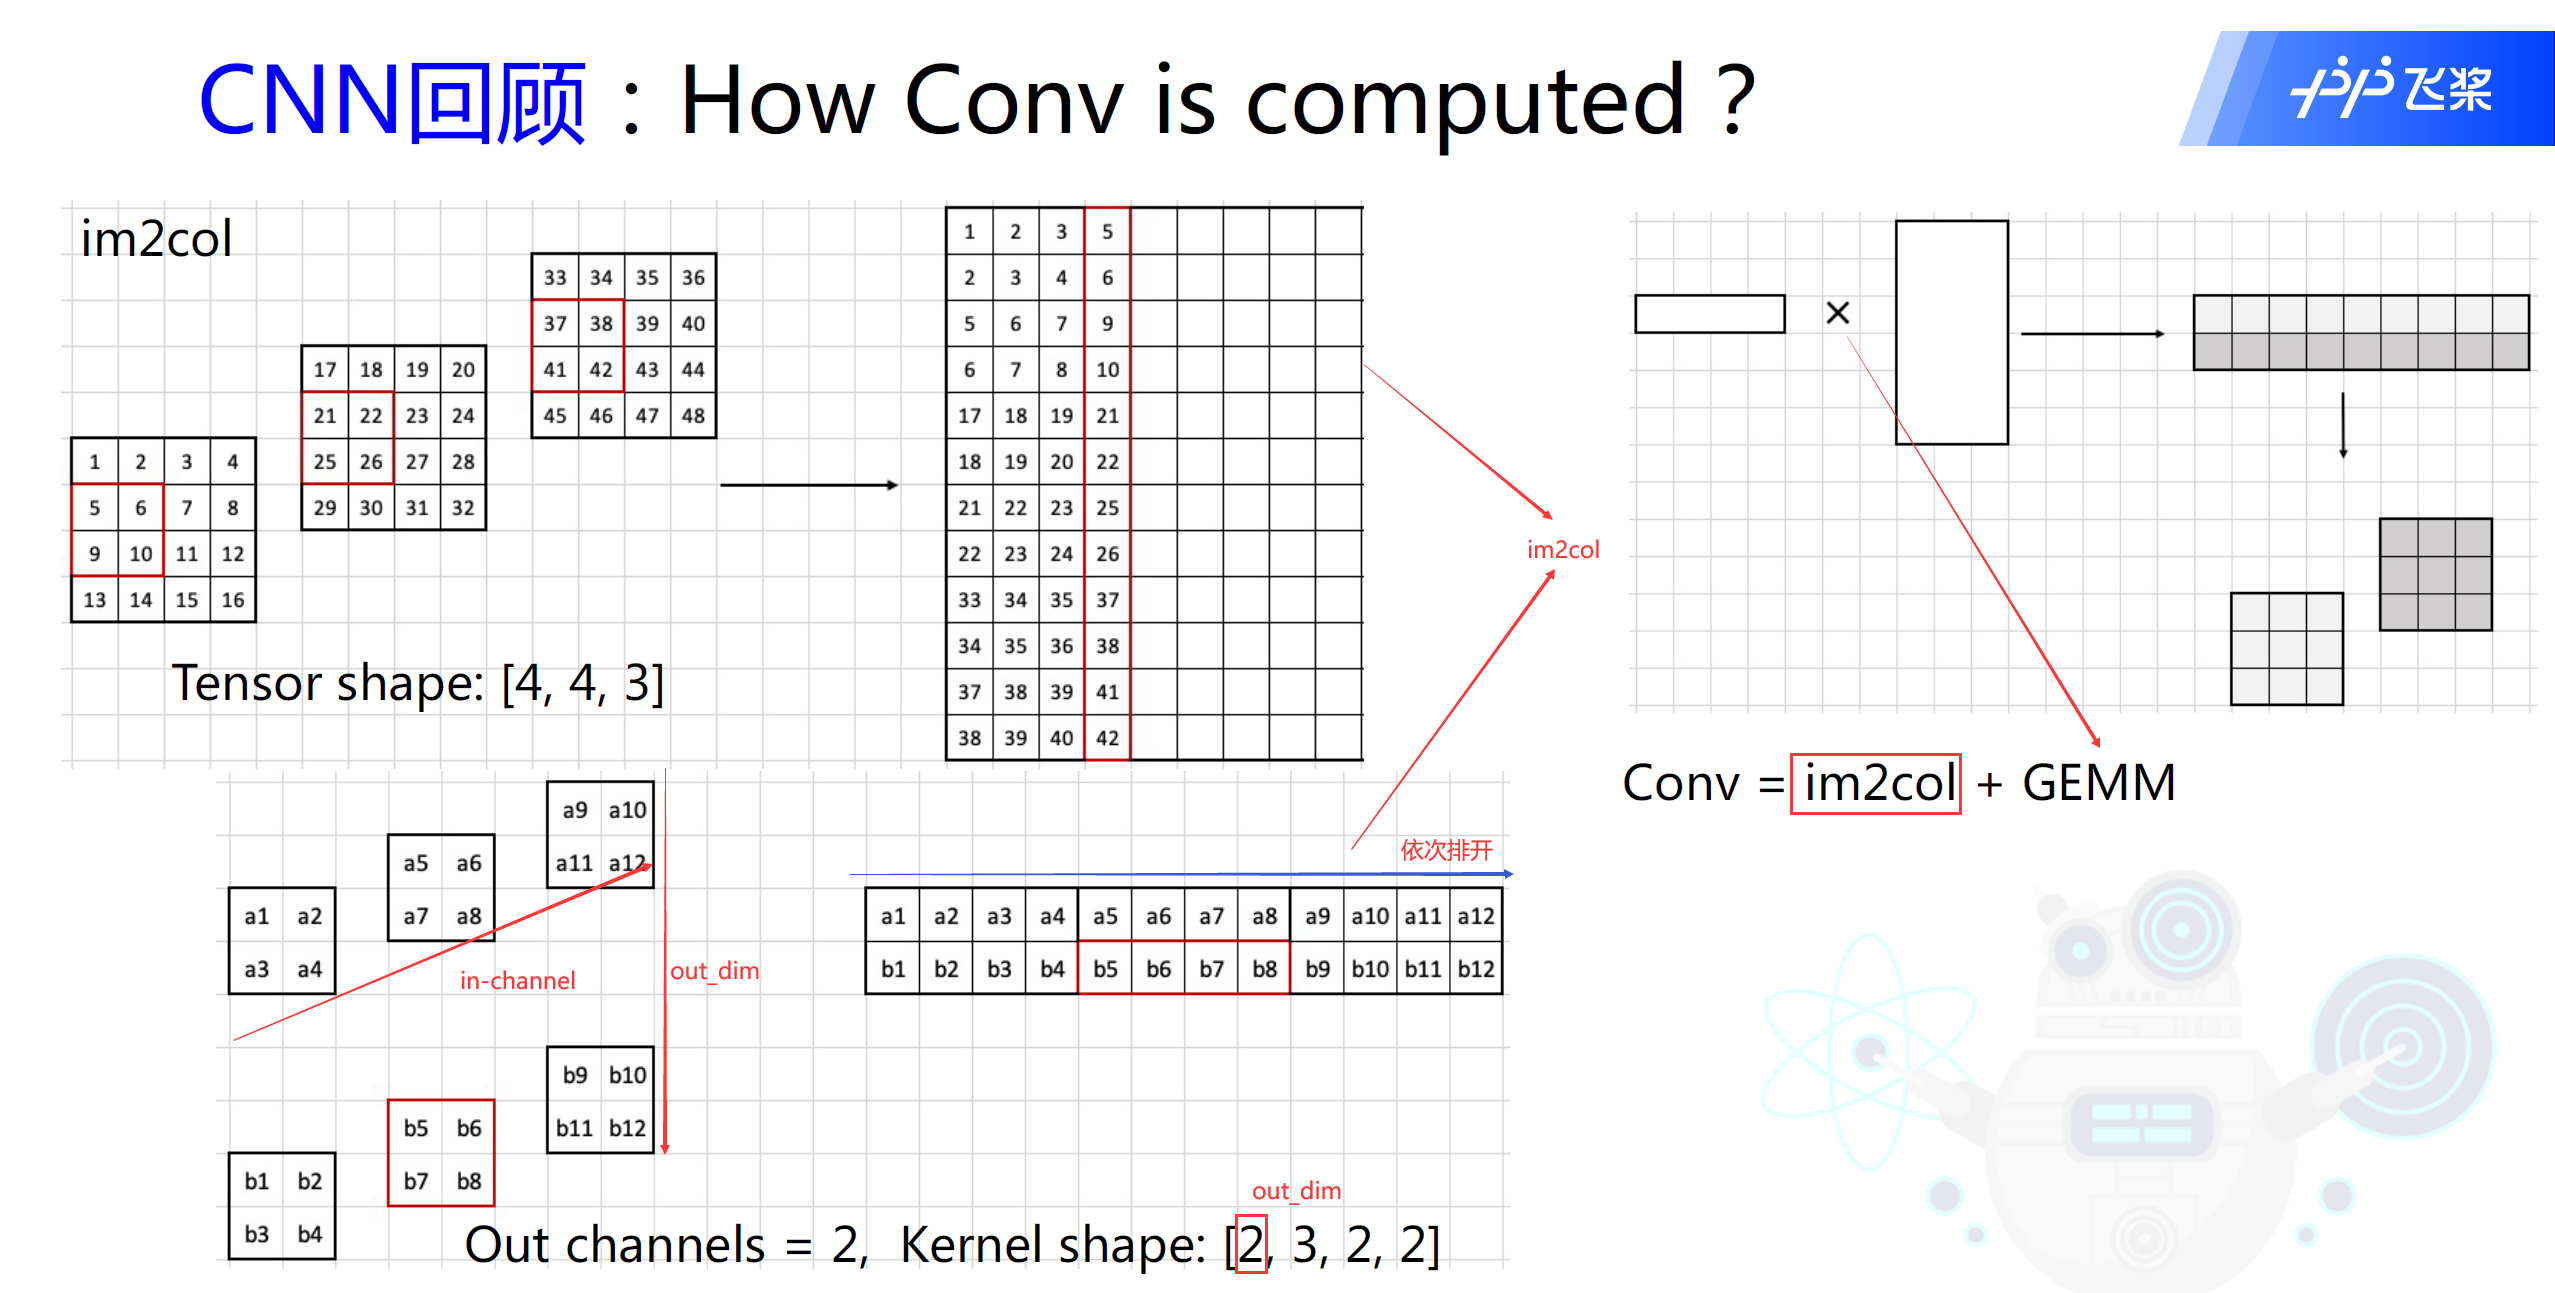 CNN回顾：How Conv is computed？
飞桨
im2col
33 34 35 36
37 38 39 40
41 42 43 44
45 46 47 48
17 18 19 20
21 22 23 24
25 26 27 28
29 30 31 32
1 2 3 4
5 6 7 8
9 10 11 12
13 14 15 16
Tensor shape: [4, 4, 3]
1 2 3 5
2 3 4 6
5 6 7 9
6 7 8 10
17 18 19 21
18 19 20 22
21 22 23 25
22 23 24 26
33 34 35 37
34 35 36 38
37 38 39 41
38 39 40 42
im2col
×
Conv = im2col + GEMM
a9 a10
a11 a12
a5 a6
a7 a8
a1 a2
a3 a4
in-channel
out_dim
b9 b10
b11 b12
b5 b6
b7 b8
b1 b2
b3 b4
依次排开
a1 a2 a3 a4 a5 a6 a7 a8 a9 a10 a11 a12
b1 b2 b3 b4 b5 b6 b7 b8 b9 b10 b11 b12
out_dim
Out channels = 2, Kernel shape: [2, 3, 2, 2]